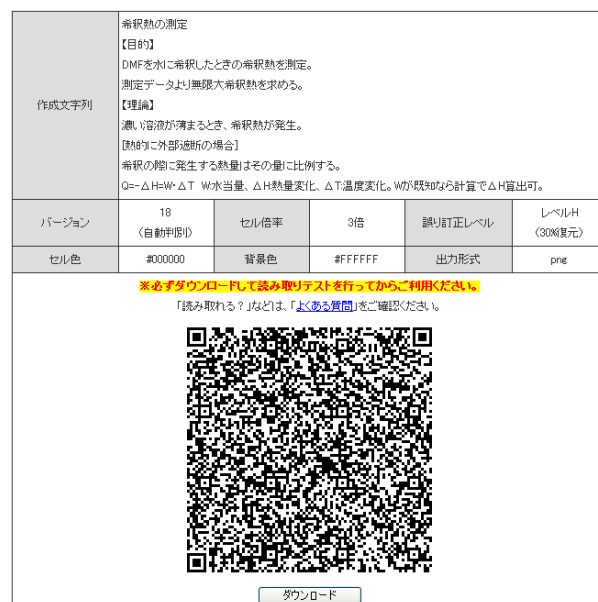 作成文字列
希釈熱の測定
【目的】
DMFを水に希釈したときの希釈熱を測定。
測定データより無限大希釈熱を求める。
【理論】
濃い溶液が薄まるとき、希釈熱が発生。
[熱的に外部遮断の場合]
希釈の際に発生する熱量はその量に比例する。
Q=-△H=W・△T W:水当量、△H熱量変化、△T:温度変化。Wが既知なら計算で△H算出可。
バージョン 18 (自動判別) セル倍率 3倍 誤り訂正レベル レベルH (30%復元)
セル色 #000000 背景色 #FFFFFF 出力形式 png
※必ずダウンロードして読み取りテストを行ってからご利用ください。
「読み取れる？」などは、「よくある質問」をご確認ください。
ダウンロード